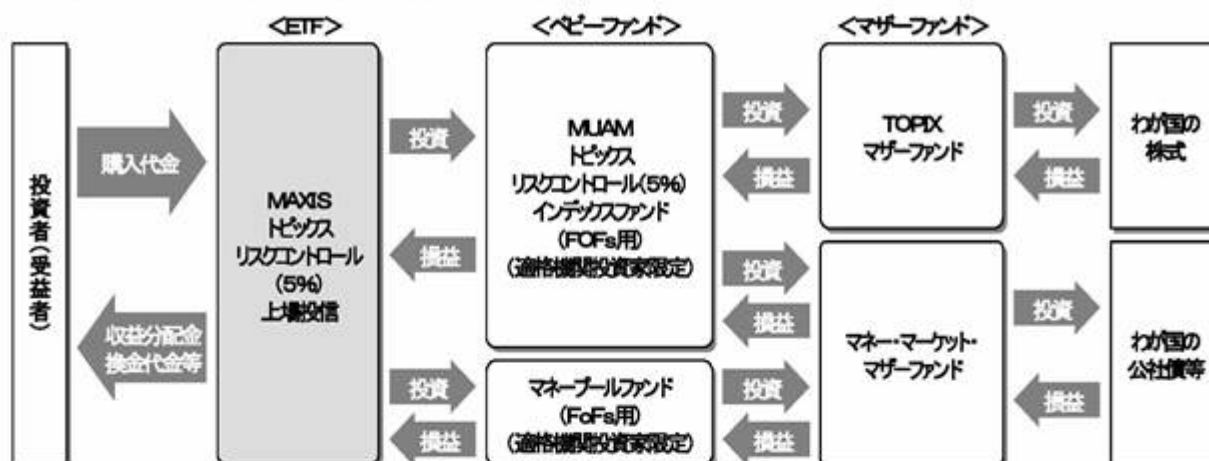 <ETF>
<ベビーファンド>
<マザーファンド>
投資者(受益者)
購入代金
収益分配金
換金代金等
MAXIS
トピックス
リスクコントロール
(5%)
上場投信
投資
損益
投資
損益
MUAM
トピックス
リスクコントロール(5%)
インデックスファンド
(FOFs用)
(適格機関投資家限定)
マネープールファンド
(FoFs用)
(適格機関投資家限定)
投資
損益
投資
損益
投資
損益
TOPIX
マザーファンド
マネー・マーケット・
マザーファンド
投資
損益
投資
損益
わが国の
株式
わが国の
公社債等